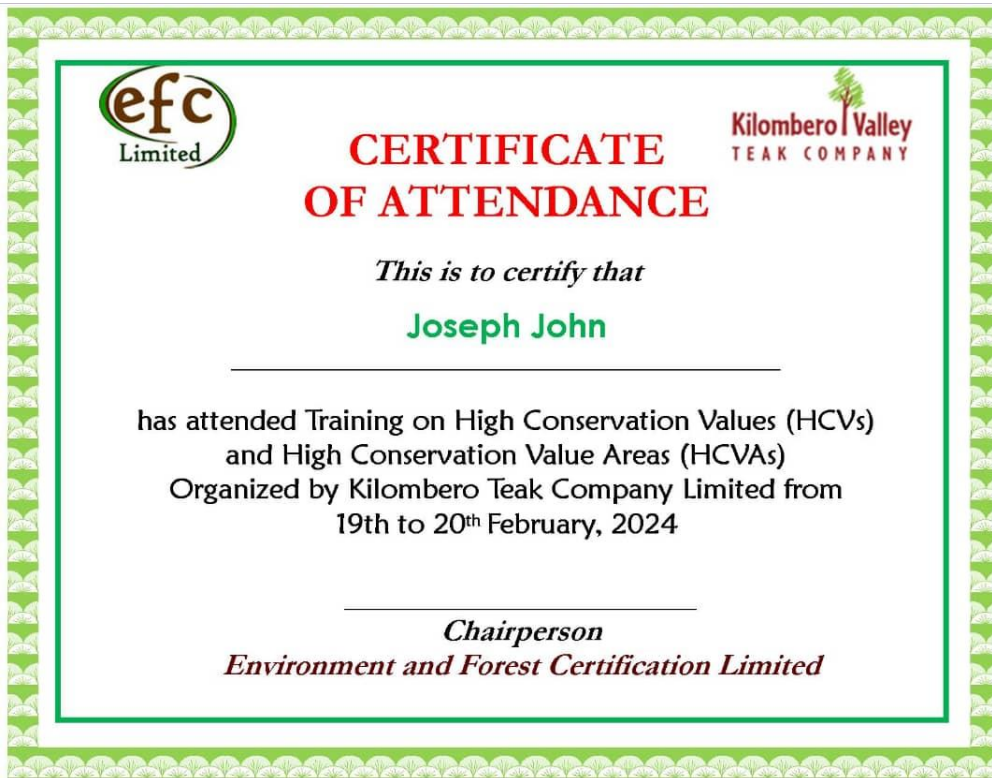 efc
Limited
Kilombero Valley
TEAK COMPANY
CERTIFICATE
OF ATTENDANCE
This is to certify that
Joseph John
has attended Training on High Conservation Values (HCVs)
and High Conservation Value Areas (HCVAs)
Organized by Kilombero Teak Company Limited from
19th to 20th February, 2024
Chairperson
Environment and Forest Certification Limited